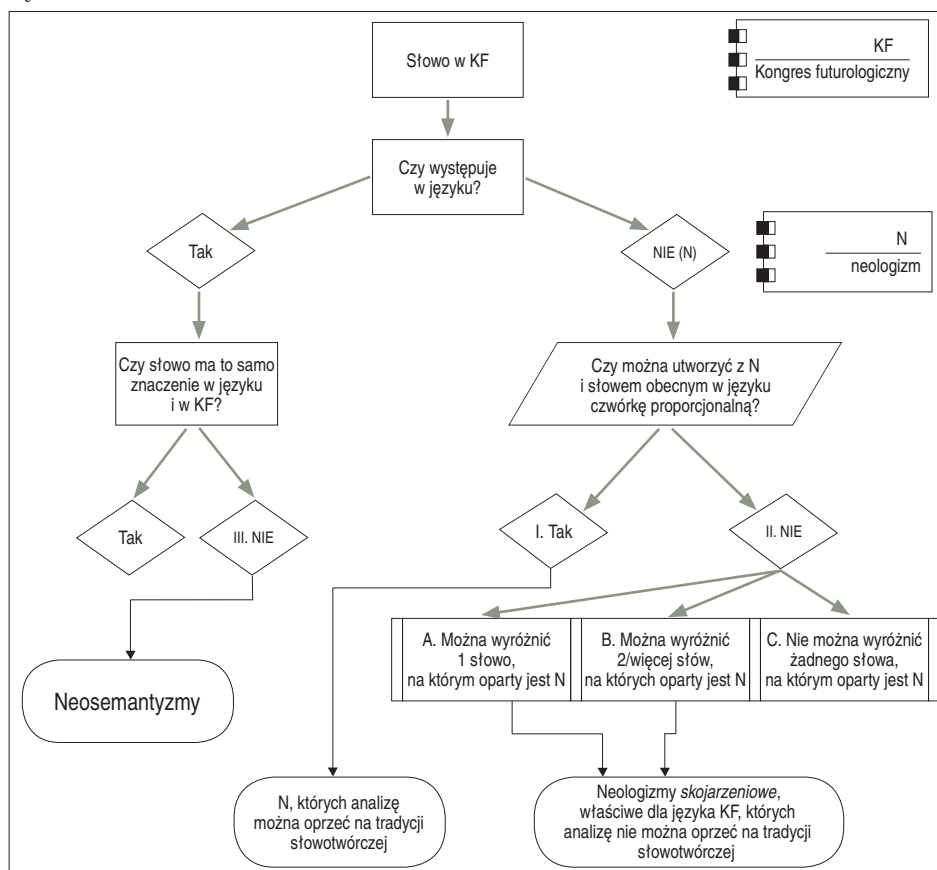 Słowo w KF
KF
Kongres futurologiczny
Czy występuje
w języku?
Tak
NIE (N)
N
neologizm
Czy słowo ma to samo
znaczenie w języku
i w KF?
Czy można utworzyć z N
i słowem obecnym w języku
czwórkę proporcjonalną?
Tak
III. NIE
I. Tak
II. NIE
A. Można wyróżnić
1 słowo,
na którym oparty jest N
B. Można wyróżnić
2/więcej słów,
na których oparty jest N
C. Nie można wyróżnić
żadnego słowa,
na którym oparty jest N
Neosemantyzmy
N, których analizę
można oprzeć na tradycji
słowotwórczej
Neologizmy skojarzeniowe,
właściwe dla języka KF, których
analizę nie można oprzeć na tradycji
słowotwórczej